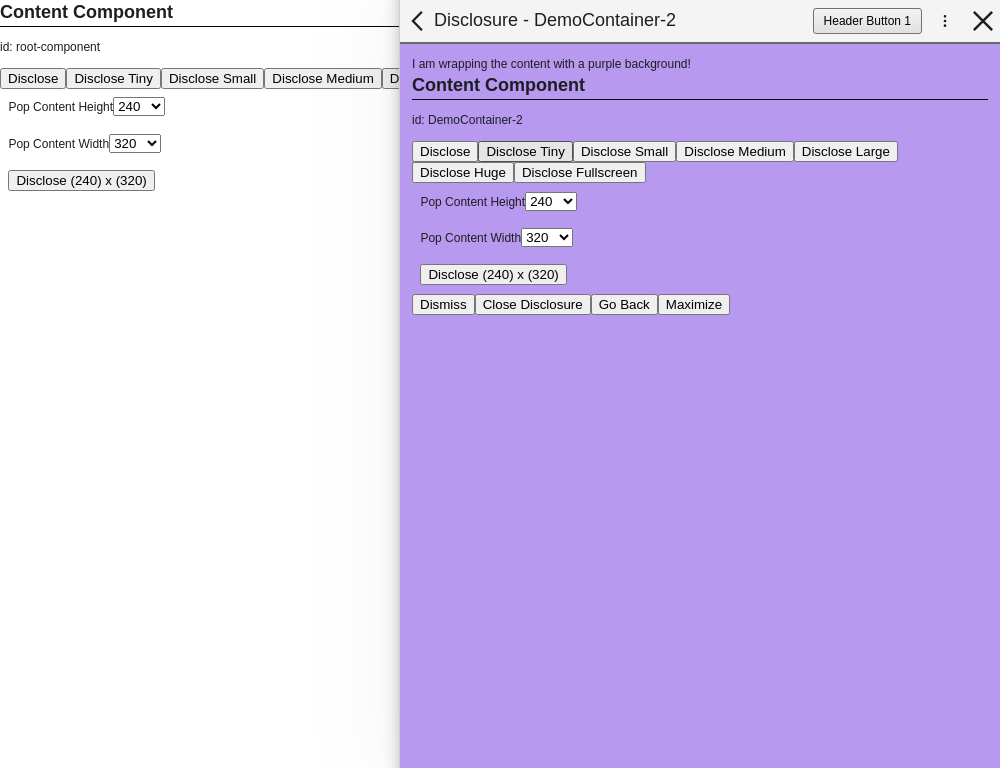 Content Component
id: root-component
Disclose Disclose Tiny Disclose Small Disclose Medium D
Pop Content Height 240
Pop Content Width 320
Disclose (240) x (320)
Disclosure - DemoContainer-2 Header Button 1
I am wrapping the content with a purple background!
Content Component
id: DemoContainer-2
Disclose Disclose Tiny Disclose Small Disclose Medium Disclose Large
Disclose Huge Disclose Fullscreen
Pop Content Height 240
Pop Content Width 320
Disclose (240) x (320)
Dismiss Close Disclosure Go Back Maximize